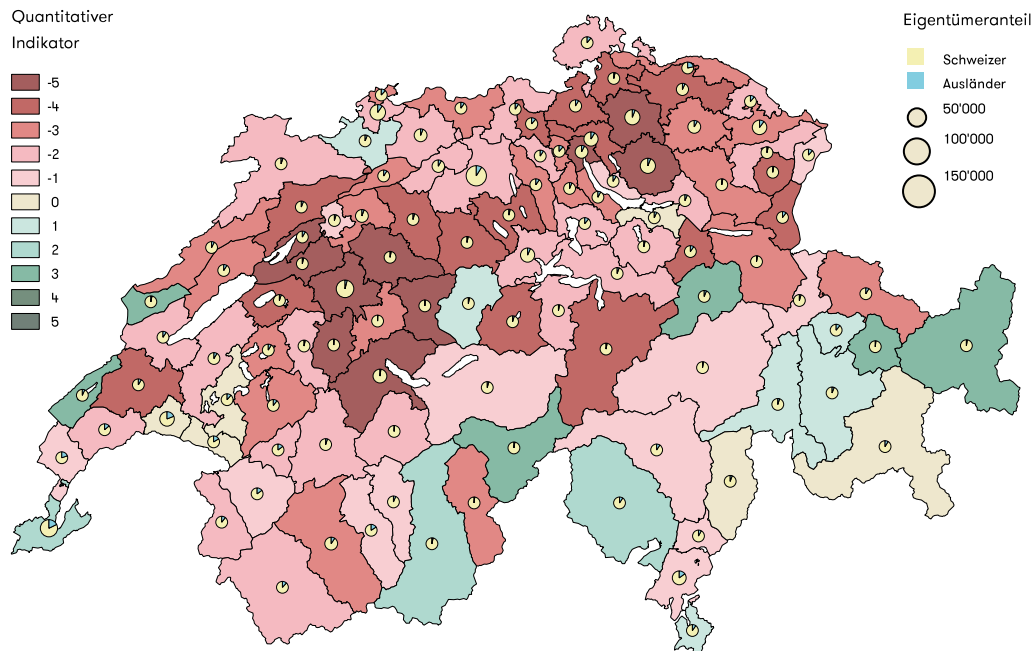 Quantitativer
Indikator
-5
-4
-3
-2
-1
0
1
2
3
4
5
Eigentümeranteil
Schweizer
Ausländer
50'000
100'000
150'000